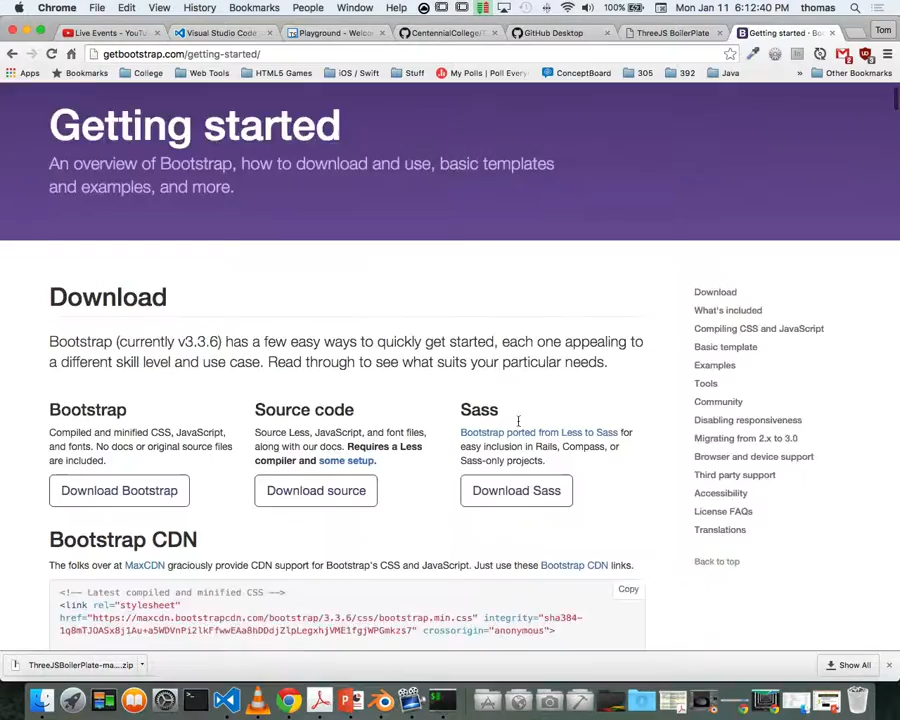 Chrome File Edit View History Bookmarks People Window Help 100% Mon Jan 11 6:12:40 PM thomas
Live Events - YouTu Visual Studio Code Playground - Welcom CentennialCollege/T GitHub Desktop ThreeJS BoilerPlate Getting started · Boo Tom
getbootstrap.com/getting-started/
Apps Bookmarks College Web Tools HTML5 Games iOS / Swift Stuff My Polls | Poll Every ConceptBoard 305 392 Java » Other Bookmarks
Getting started
An overview of Bootstrap, how to download and use, basic templates
and examples, and more.
Download
Bootstrap (currently v3.3.6) has a few easy ways to quickly get started, each one appealing to
a different skill level and use case. Read through to see what suits your particular needs.
Bootstrap
Compiled and minified CSS, JavaScript,
and fonts. No docs or original source files
are included.
Download Bootstrap
Source code
Source Less, JavaScript, and font files,
along with our docs. Requires a Less
compiler and some setup.
Download source
Sass
Bootstrap ported from Less to Sass for
easy inclusion in Rails, Compass, or
Sass-only projects.
Download Sass
Bootstrap CDN
The folks over at MaxCDN graciously provide CDN support for Bootstrap's CSS and JavaScript. Just use these Bootstrap CDN links.
Copy
<!-- Latest compiled and minified CSS -->
<link rel="stylesheet"
href="https://maxcdn.bootstrapcdn.com/bootstrap/3.3.6/css/bootstrap.min.css" integrity="sha384-
1q8mTJOASx8j1Au+a5WDVnPi2lkFfwwEAa8hDDdjZlpLegxhjVME1fgjWPGmkzs7" crossorigin="anonymous">
Download
What's included
Compiling CSS and JavaScript
Basic template
Examples
Tools
Community
Disabling responsiveness
Migrating from 2.x to 3.0
Browser and device support
Third party support
Accessibility
License FAQs
Translations
Back to top
ThreeJSBoilerPlate-ma....zip
Show All